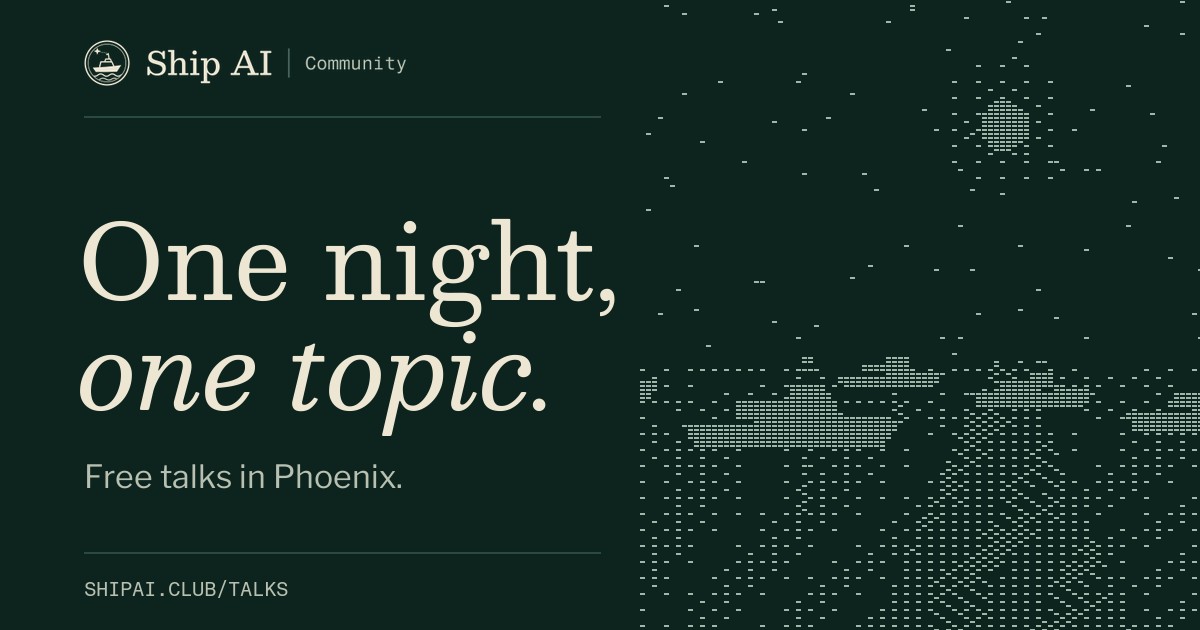 Ship AI
Community
One night,
one topic.
Free talks in Phoenix.
SHIPAI.CLUB/TALKS